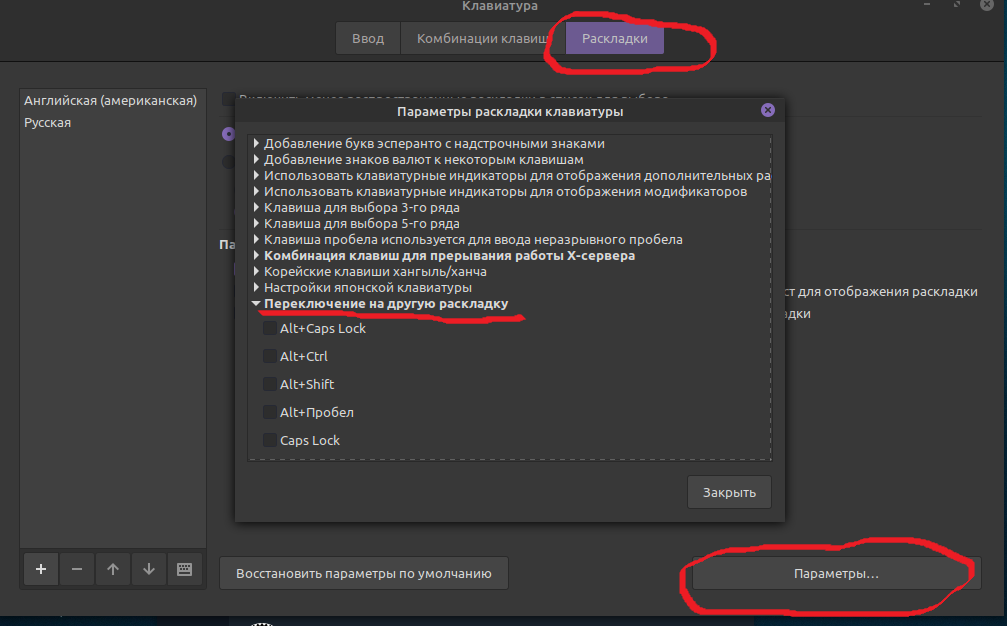 Клавиатура
Ввод
Комбинации клавиш
Раскладки
Английская (американская)
Русская
Параметры раскладки клавиатуры
Добавление букв эсперанто с надстрочными знаками
Добавление знаков валют к некоторым клавишам
Использовать клавиатурные индикаторы для отображения дополнительных ра
Использовать клавиатурные индикаторы для отображения модификаторов
Клавиша для выбора 3-го ряда
Клавиша для выбора 5-го ряда
Клавиша пробела используется для ввода неразрывного пробела
Комбинация клавиш для прерывания работы X-сервера
Корейские клавиши хангыль/ханча
Настройки японской клавиатуры
Переключение на другую раскладку
Alt+Caps Lock
Alt+Ctrl
Alt+Shift
Alt+Пробел
Caps Lock
Закрыть
Па
ст для отображения раскладки
адки
Восстановить параметры по умолчанию
Параметры...